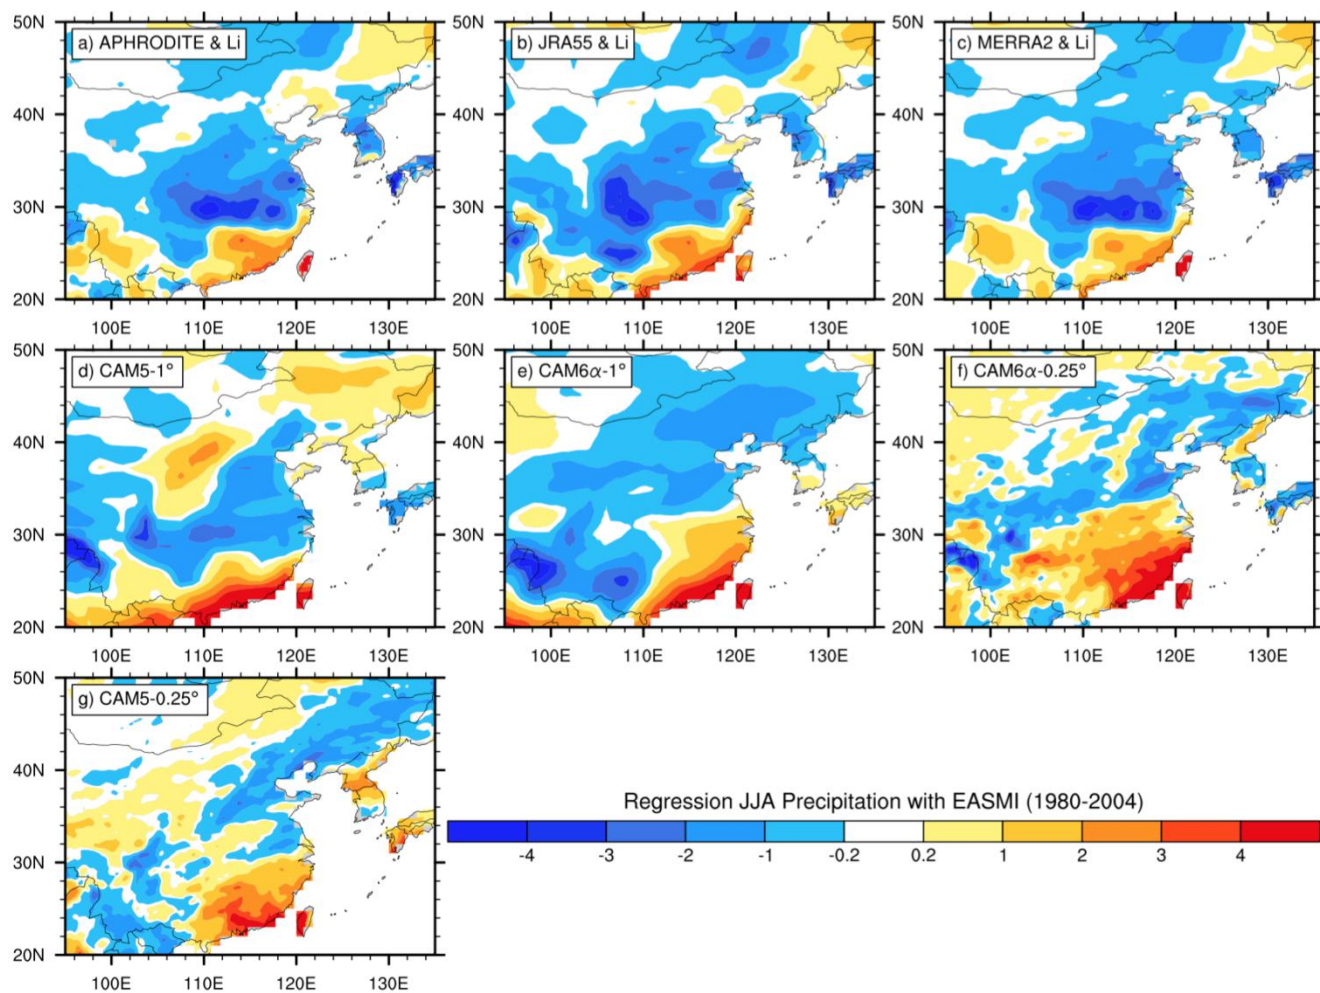 50N
a) APHRODITE & Li
40N
30N
20N
100E 110E 120E 130E
50N
b) JRA55 & Li
40N
30N
20N
100E 110E 120E 130E
50N
c) MERRA2 & Li
40N
30N
20N
100E 110E 120E 130E
50N
d) CAM5-1°
40N
30N
20N
100E 110E 120E 130E
50N
e) CAM6α-1°
40N
30N
20N
100E 110E 120E 130E
50N
f) CAM6α-0.25°
40N
30N
20N
100E 110E 120E 130E
50N
g) CAM5-0.25°
40N
30N
20N
100E 110E 120E 130E
Regression JJA Precipitation with EASMI (1980-2004)
-4 -3 -2 -1 -0.2 0.2 1 2 3 4